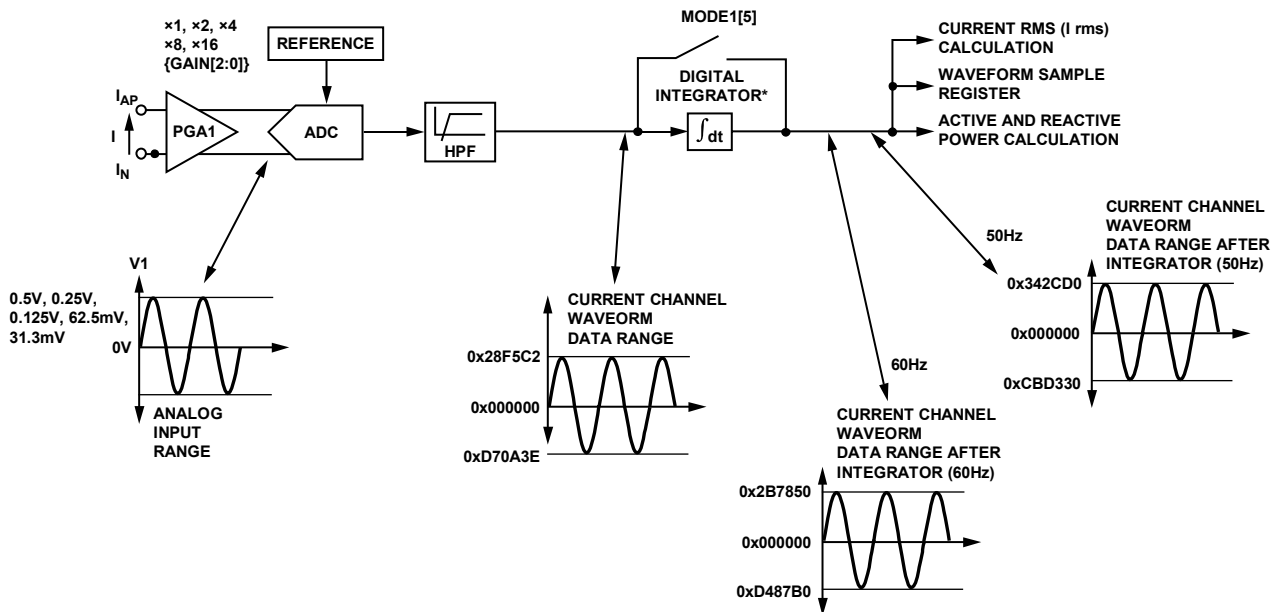 ×1, ×2, ×4
×8, ×16
{GAIN[2:0]}
REFERENCE
MODE1[5]
CURRENT RMS (I rms)
CALCULATION
DIGITAL
INTEGRATOR*
WAVEFORM SAMPLE
REGISTER
IAP
I
IN
PGA1
ADC
HPF
∫dt
ACTIVE AND REACTIVE
POWER CALCULATION
50Hz
60Hz
V1
0.5V, 0.25V,
0.125V, 62.5mV,
31.3mV
0V
ANALOG
INPUT
RANGE
CURRENT CHANNEL
WAVEORM
DATA RANGE
0x28F5C2
0x000000
0xD70A3E
CURRENT CHANNEL
WAVEORM
DATA RANGE AFTER
INTEGRATOR (60Hz)
0x2B7850
0x000000
0xD487B0
CURRENT CHANNEL
WAVEORM
DATA RANGE AFTER
INTEGRATOR (50Hz)
0x342CD0
0x000000
0xCBD330